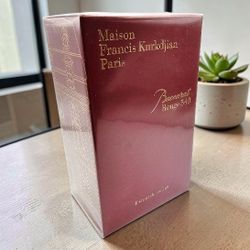 Maison
Francis Kurkdjian
Paris
Baccarat
Rouge 540